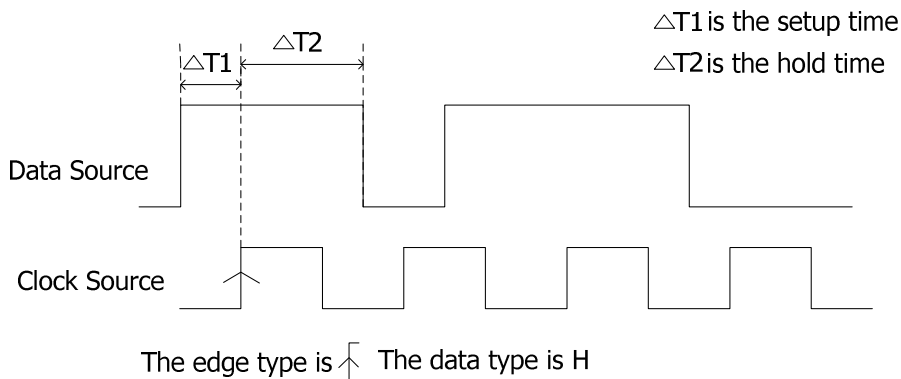 △T1 is the setup time
△T2 is the hold time
△T2
△T1
Data Source
Clock Source
The edge type is The data type is H